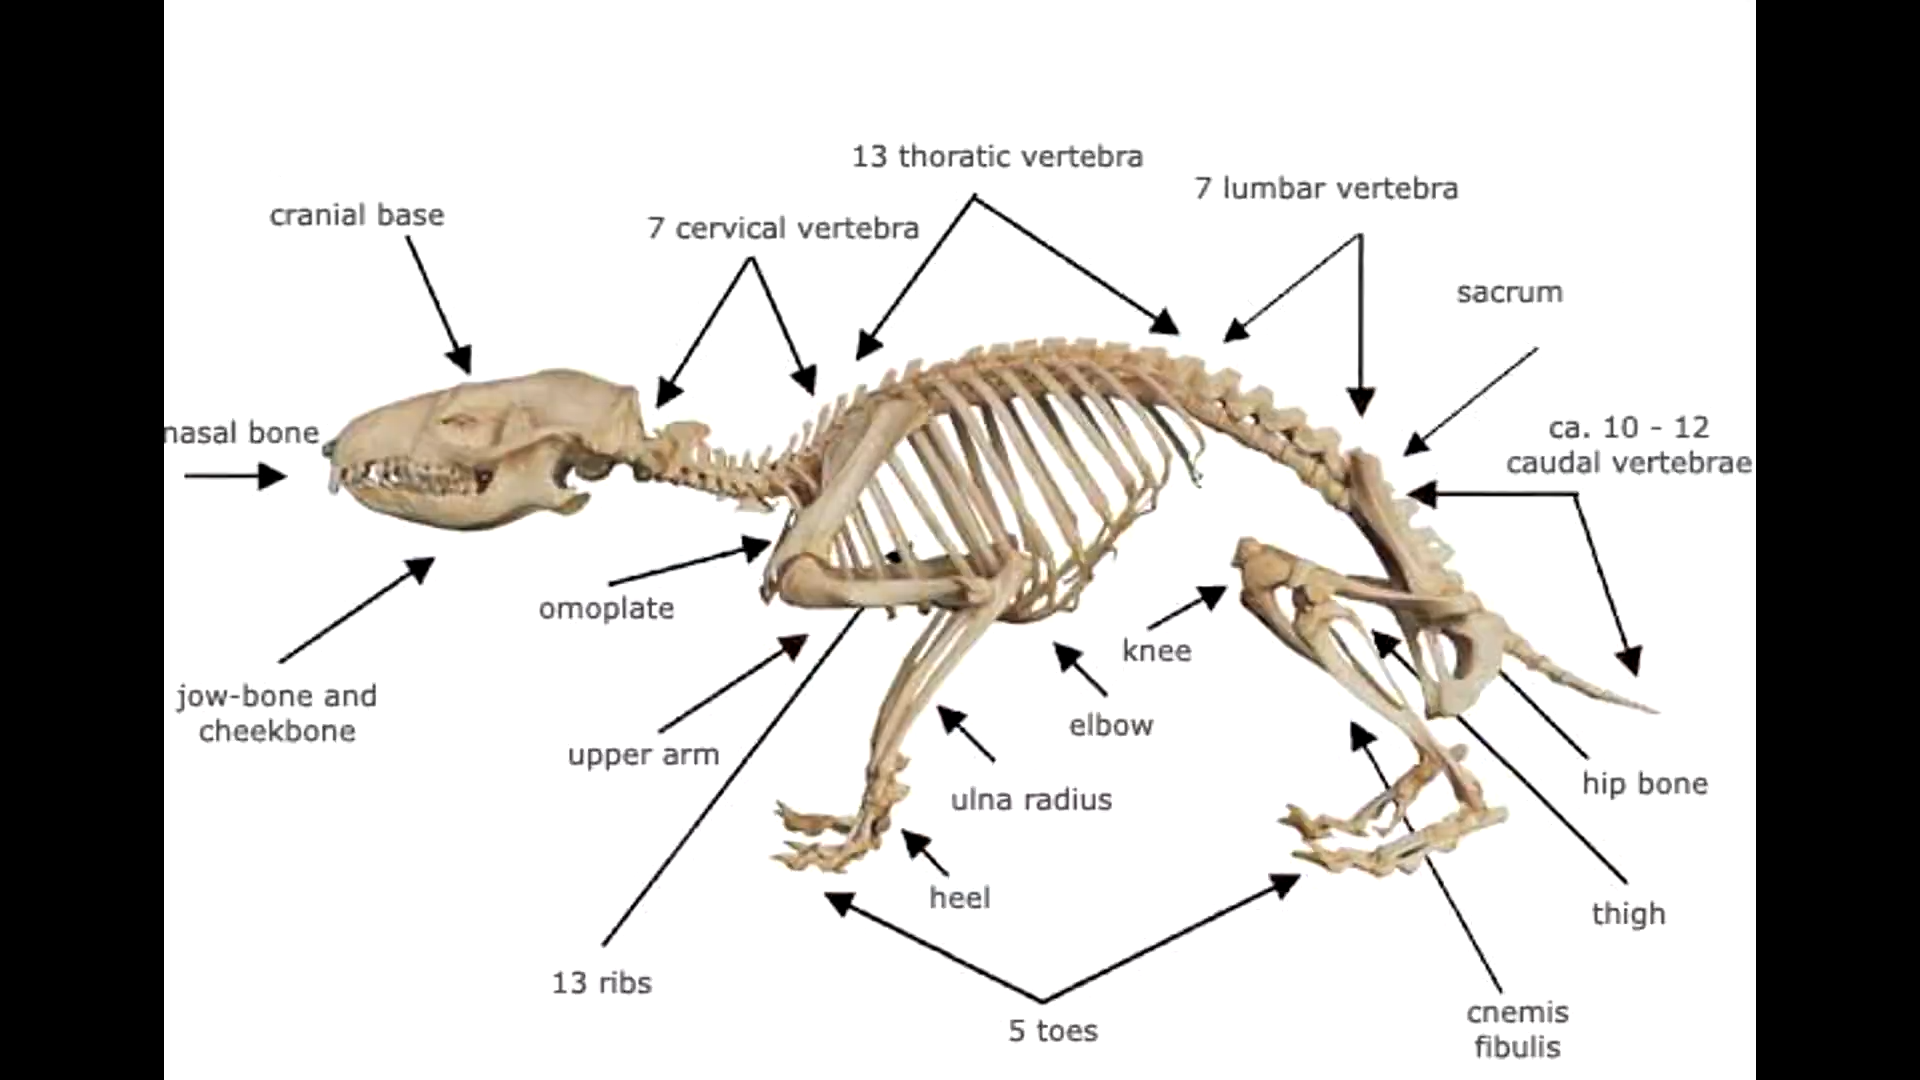 13 thoratic vertebra
7 lumbar vertebra
cranial base
7 cervical vertebra
sacrum
nasal bone
ca. 10 - 12
caudal vertebrae
omoplate
knee
jow-bone and
cheekbone
elbow
upper arm
hip bone
ulna radius
heel
thigh
13 ribs
5 toes
cnemis
fibulis